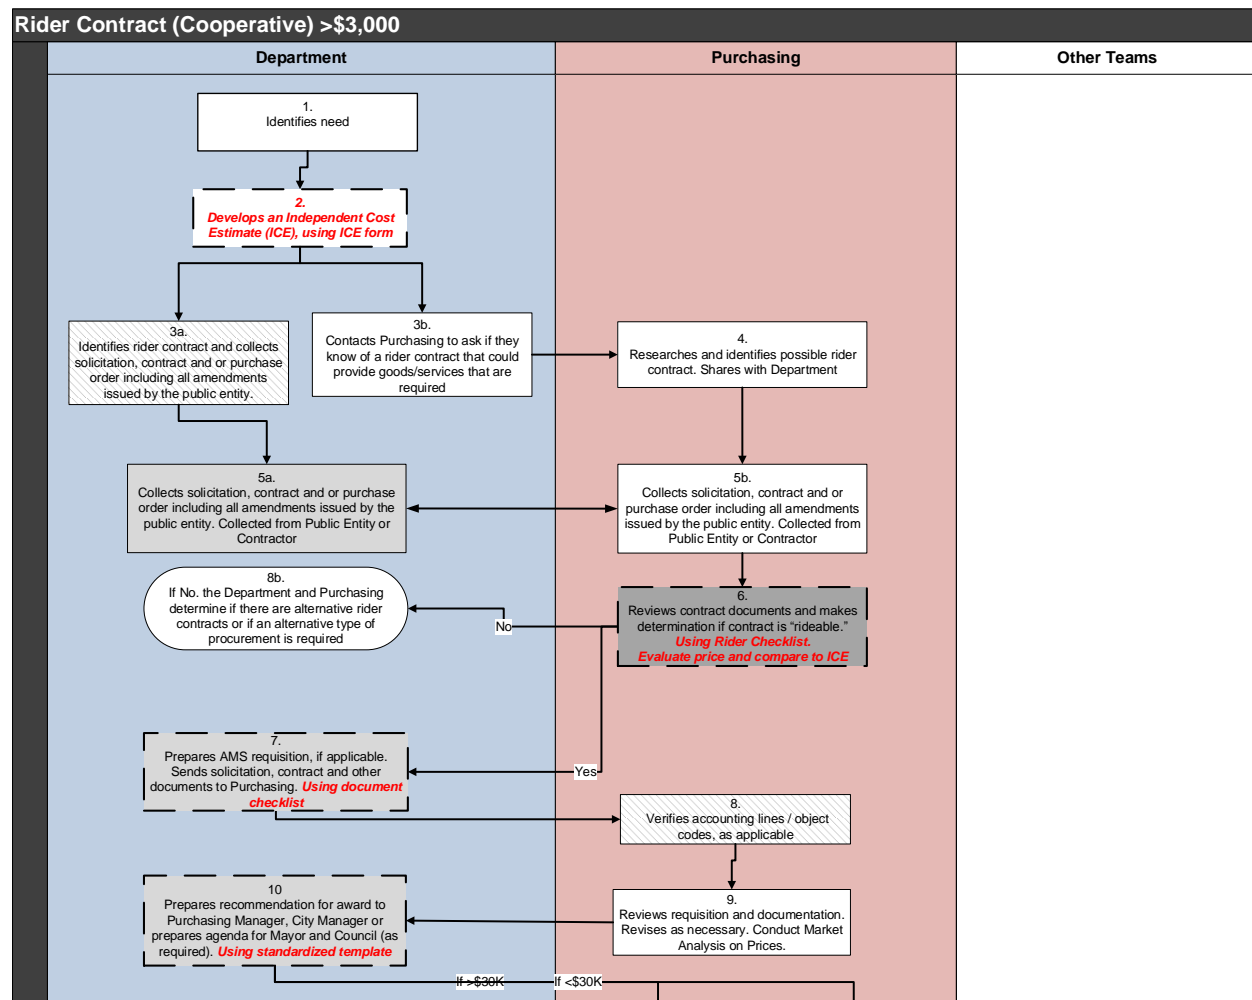 Rider Contract (Cooperative) >$3,000
Department
Purchasing
Other Teams
1.
Identifies need
2.
Develops an Independent Cost
Estimate (ICE), using ICE form
3a.
Identifies rider contract and collects
solicitation, contract and or purchase
order including all amendments
issued by the public entity.
3b.
Contacts Purchasing to ask if they
know of a rider contract that could
provide goods/services that are
required
4.
Researches and identifies possible rider
contract. Shares with Department
5a.
Collects solicitation, contract and or purchase
order including all amendments issued by the
public entity. Collected from Public Entity or
Contractor
5b.
Collects solicitation, contract and or
purchase order including all amendments
issued by the public entity. Collected from
Public Entity or Contractor
8b.
If No. the Department and Purchasing
determine if there are alternative rider
contracts or if an alternative type of
procurement is required
No
6.
Reviews contract documents and makes
determination if contract is “rideable.”
Using Rider Checklist.
Evaluate price and compare to ICE
7.
Prepares AMS requisition, if applicable.
Sends solicitation, contract and other
documents to Purchasing. Using document
checklist
Yes
8.
Verifies accounting lines / object
codes, as applicable
10
Prepares recommendation for award to
Purchasing Manager, City Manager or
prepares agenda for Mayor and Council (as
required). Using standardized template
9.
Reviews requisition and documentation.
Revises as necessary. Conduct Market
Analysis on Prices.
If >$30K
If <$30K